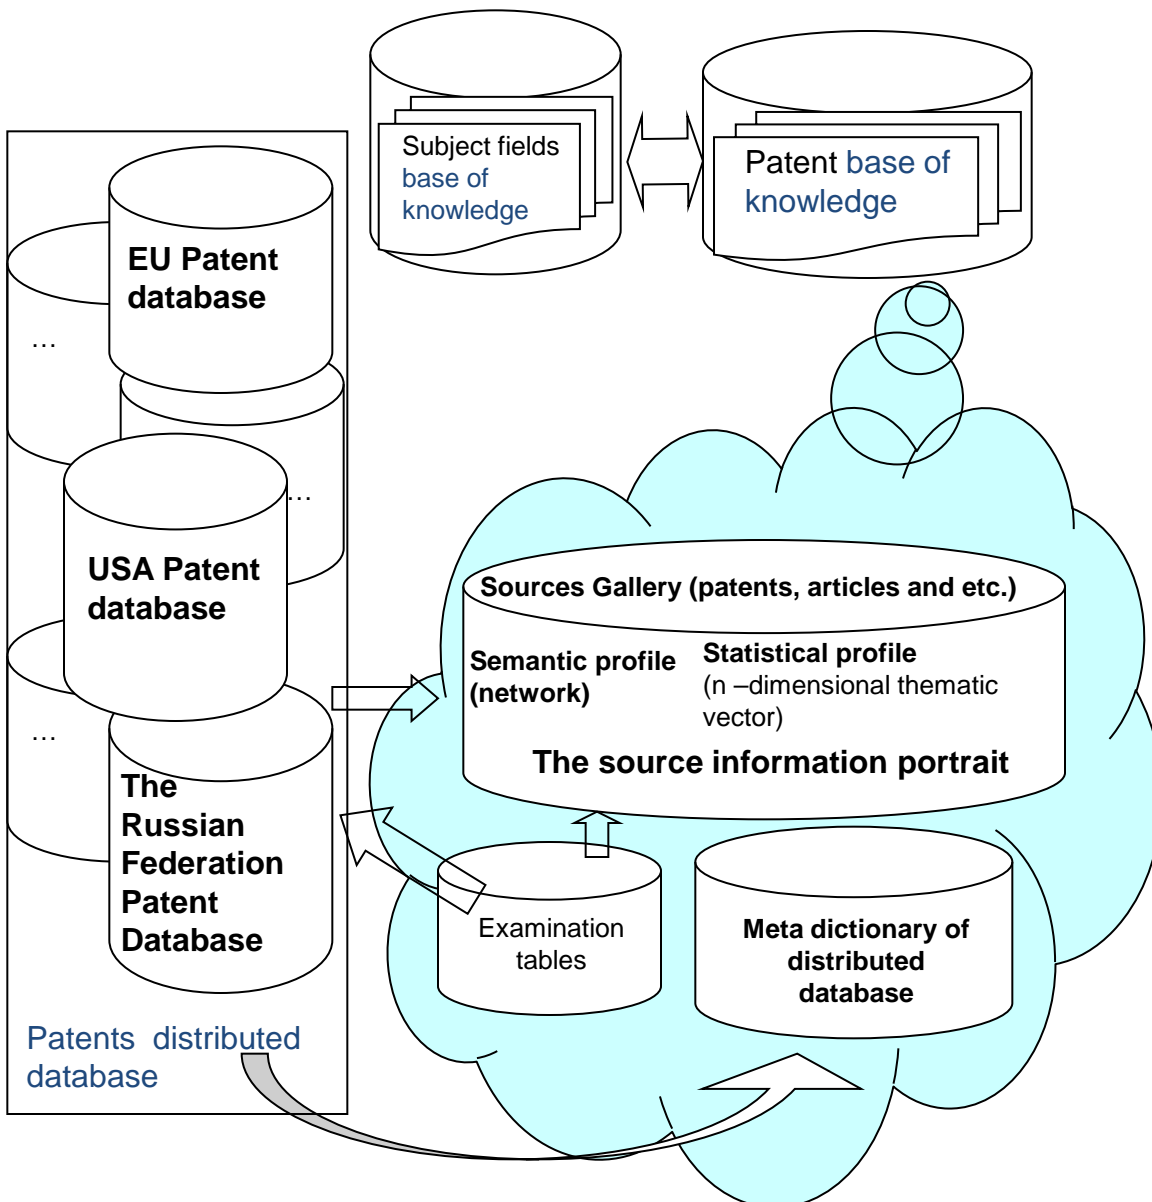 Subject fields
base of
knowledge
Patent base of
knowledge
EU Patent
database
…
…
USA Patent
database
…
The
Russian
Federation
Patent
Database
Patents distributed
database
Sources Gallery (patents, articles and etc.)
Semantic profile
(network)
Statistical profile
(n –dimensional thematic
vector)
The source information portrait
Examination
tables
Meta dictionary of
distributed
database